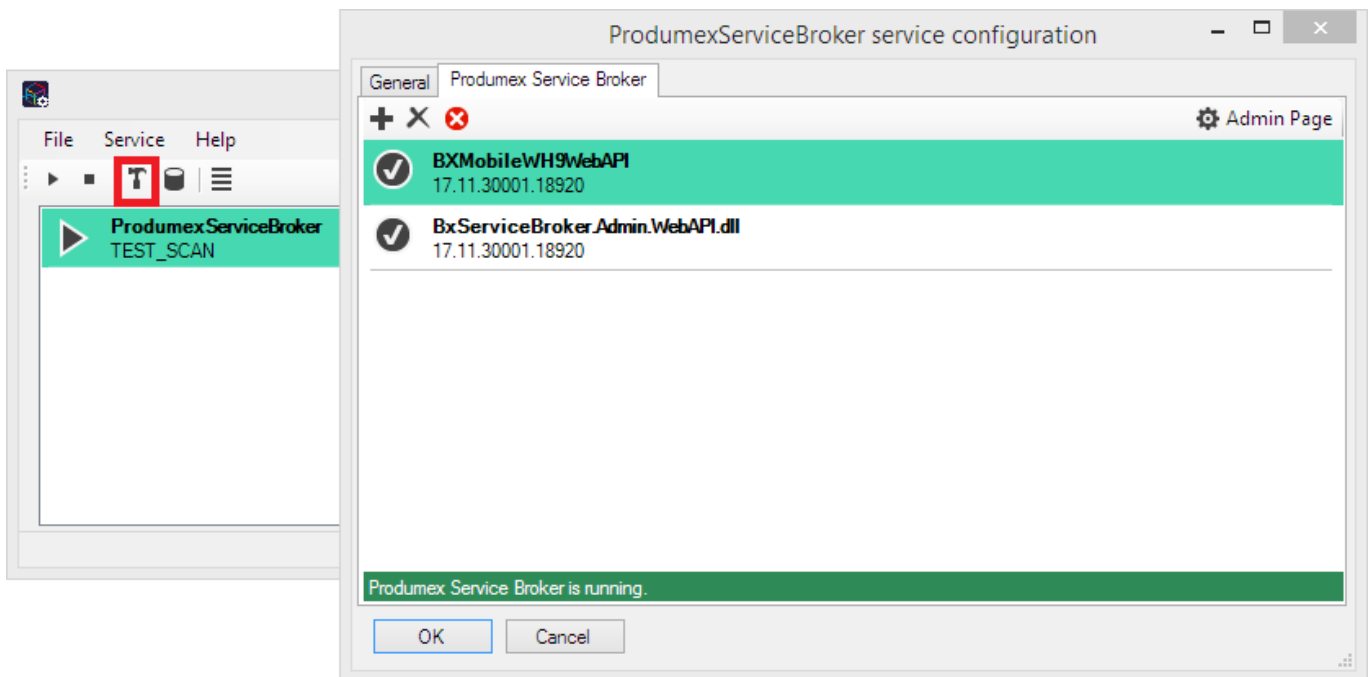 File Service Help
ProdumexServiceBroker
TEST_SCAN
ProdumexServiceBroker service configuration
General Produmex Service Broker
Admin Page
BXMobileWH9WebAPI
17.11.30001.18920
BxServiceBroker.Admin.WebAPI.dll
17.11.30001.18920
Produmex Service Broker is running.
OK Cancel